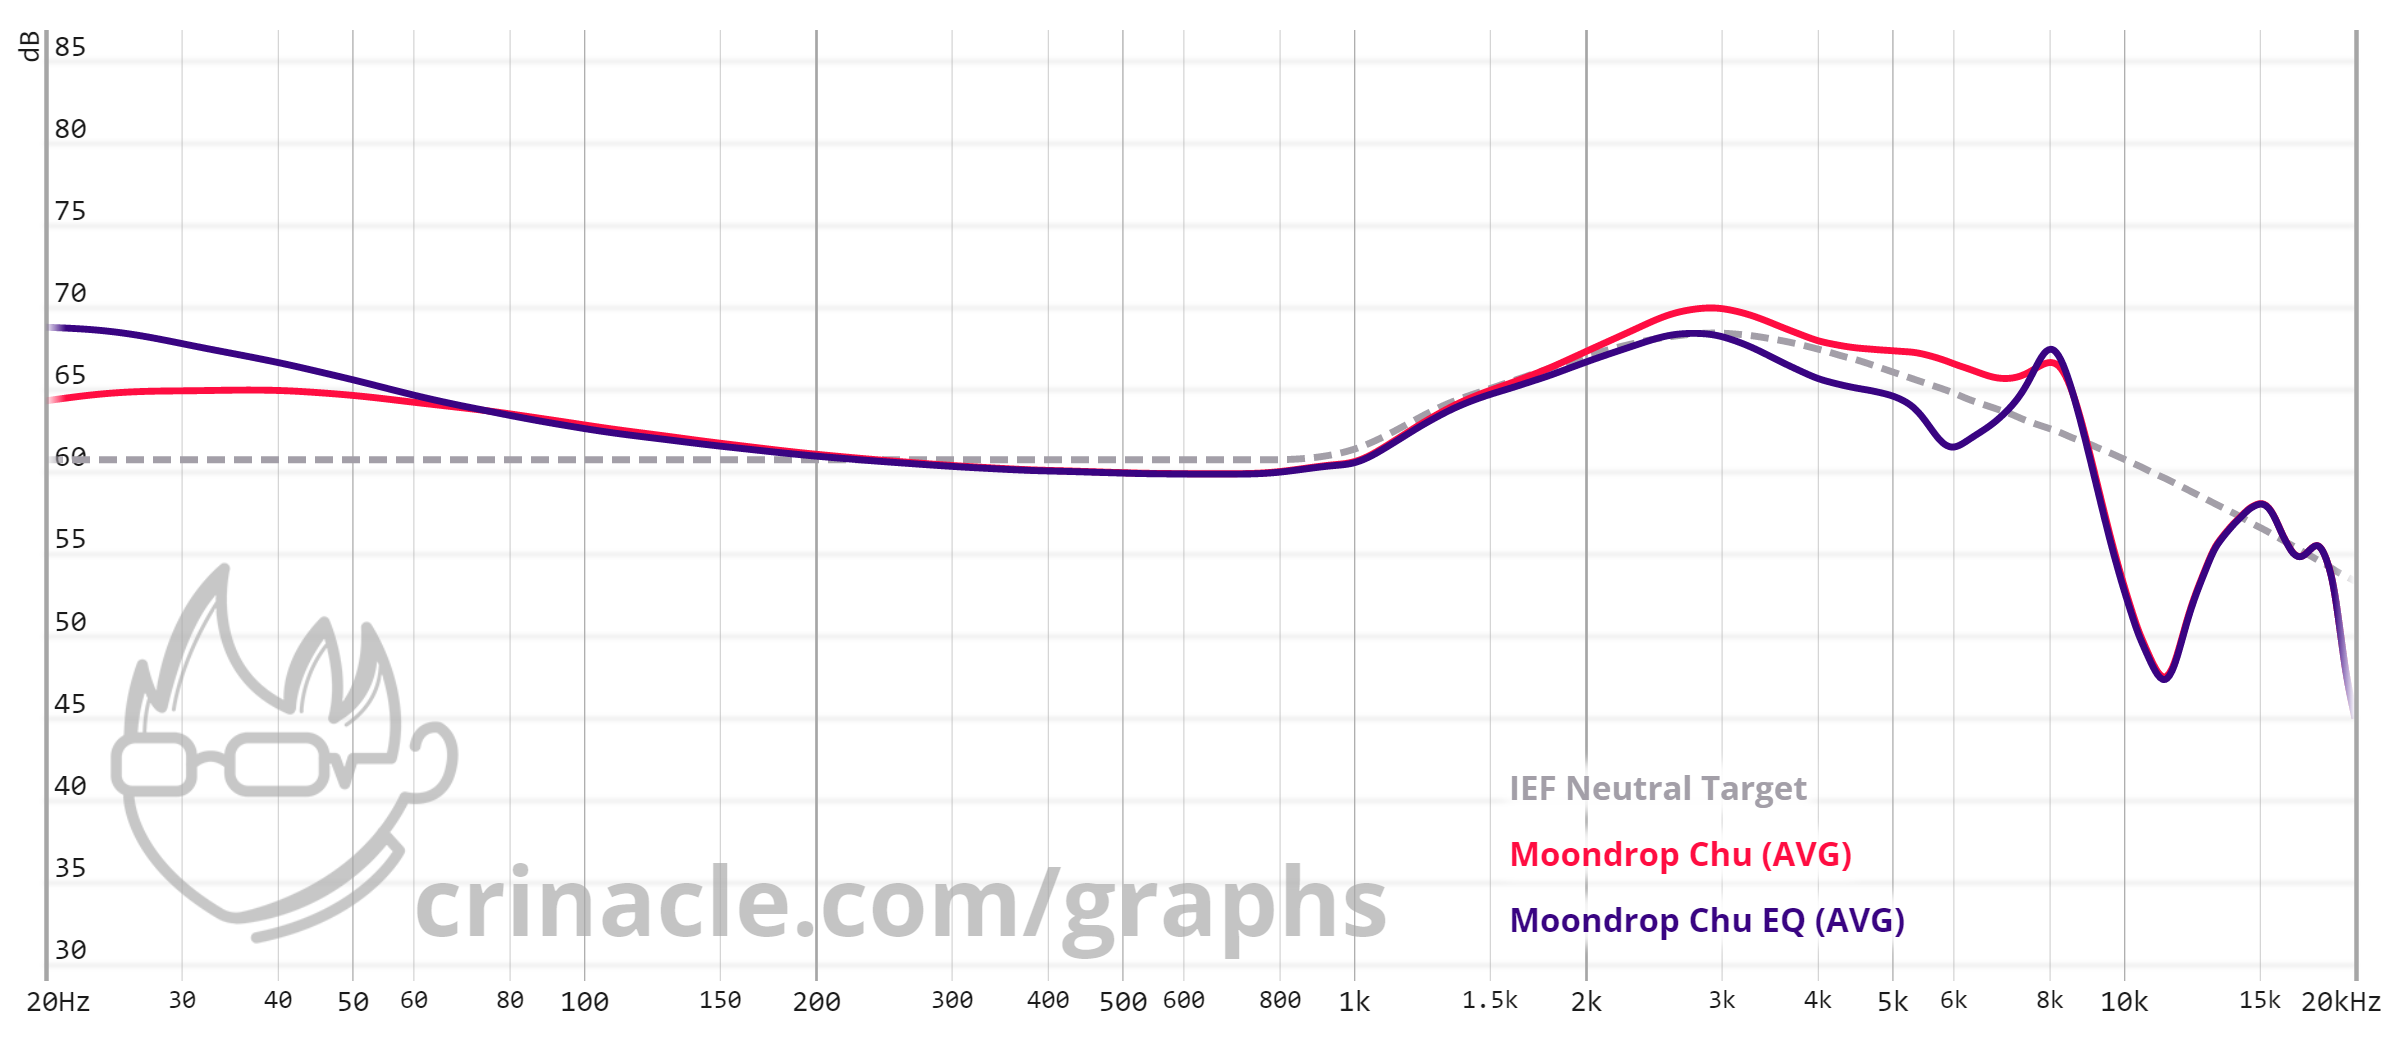 dB
85
80
75
70
65
60
55
50
45
40
35
30
IEF Neutral Target
Moondrop Chu (AVG)
Moondrop Chu EQ (AVG)
crinacle.com/graphs
20Hz 30 40 50 60 80 100 150 200 300 400 500 600 800 1k 1.5k 2k 3k 4k 5k 6k 8k 10k 15k 20kHz